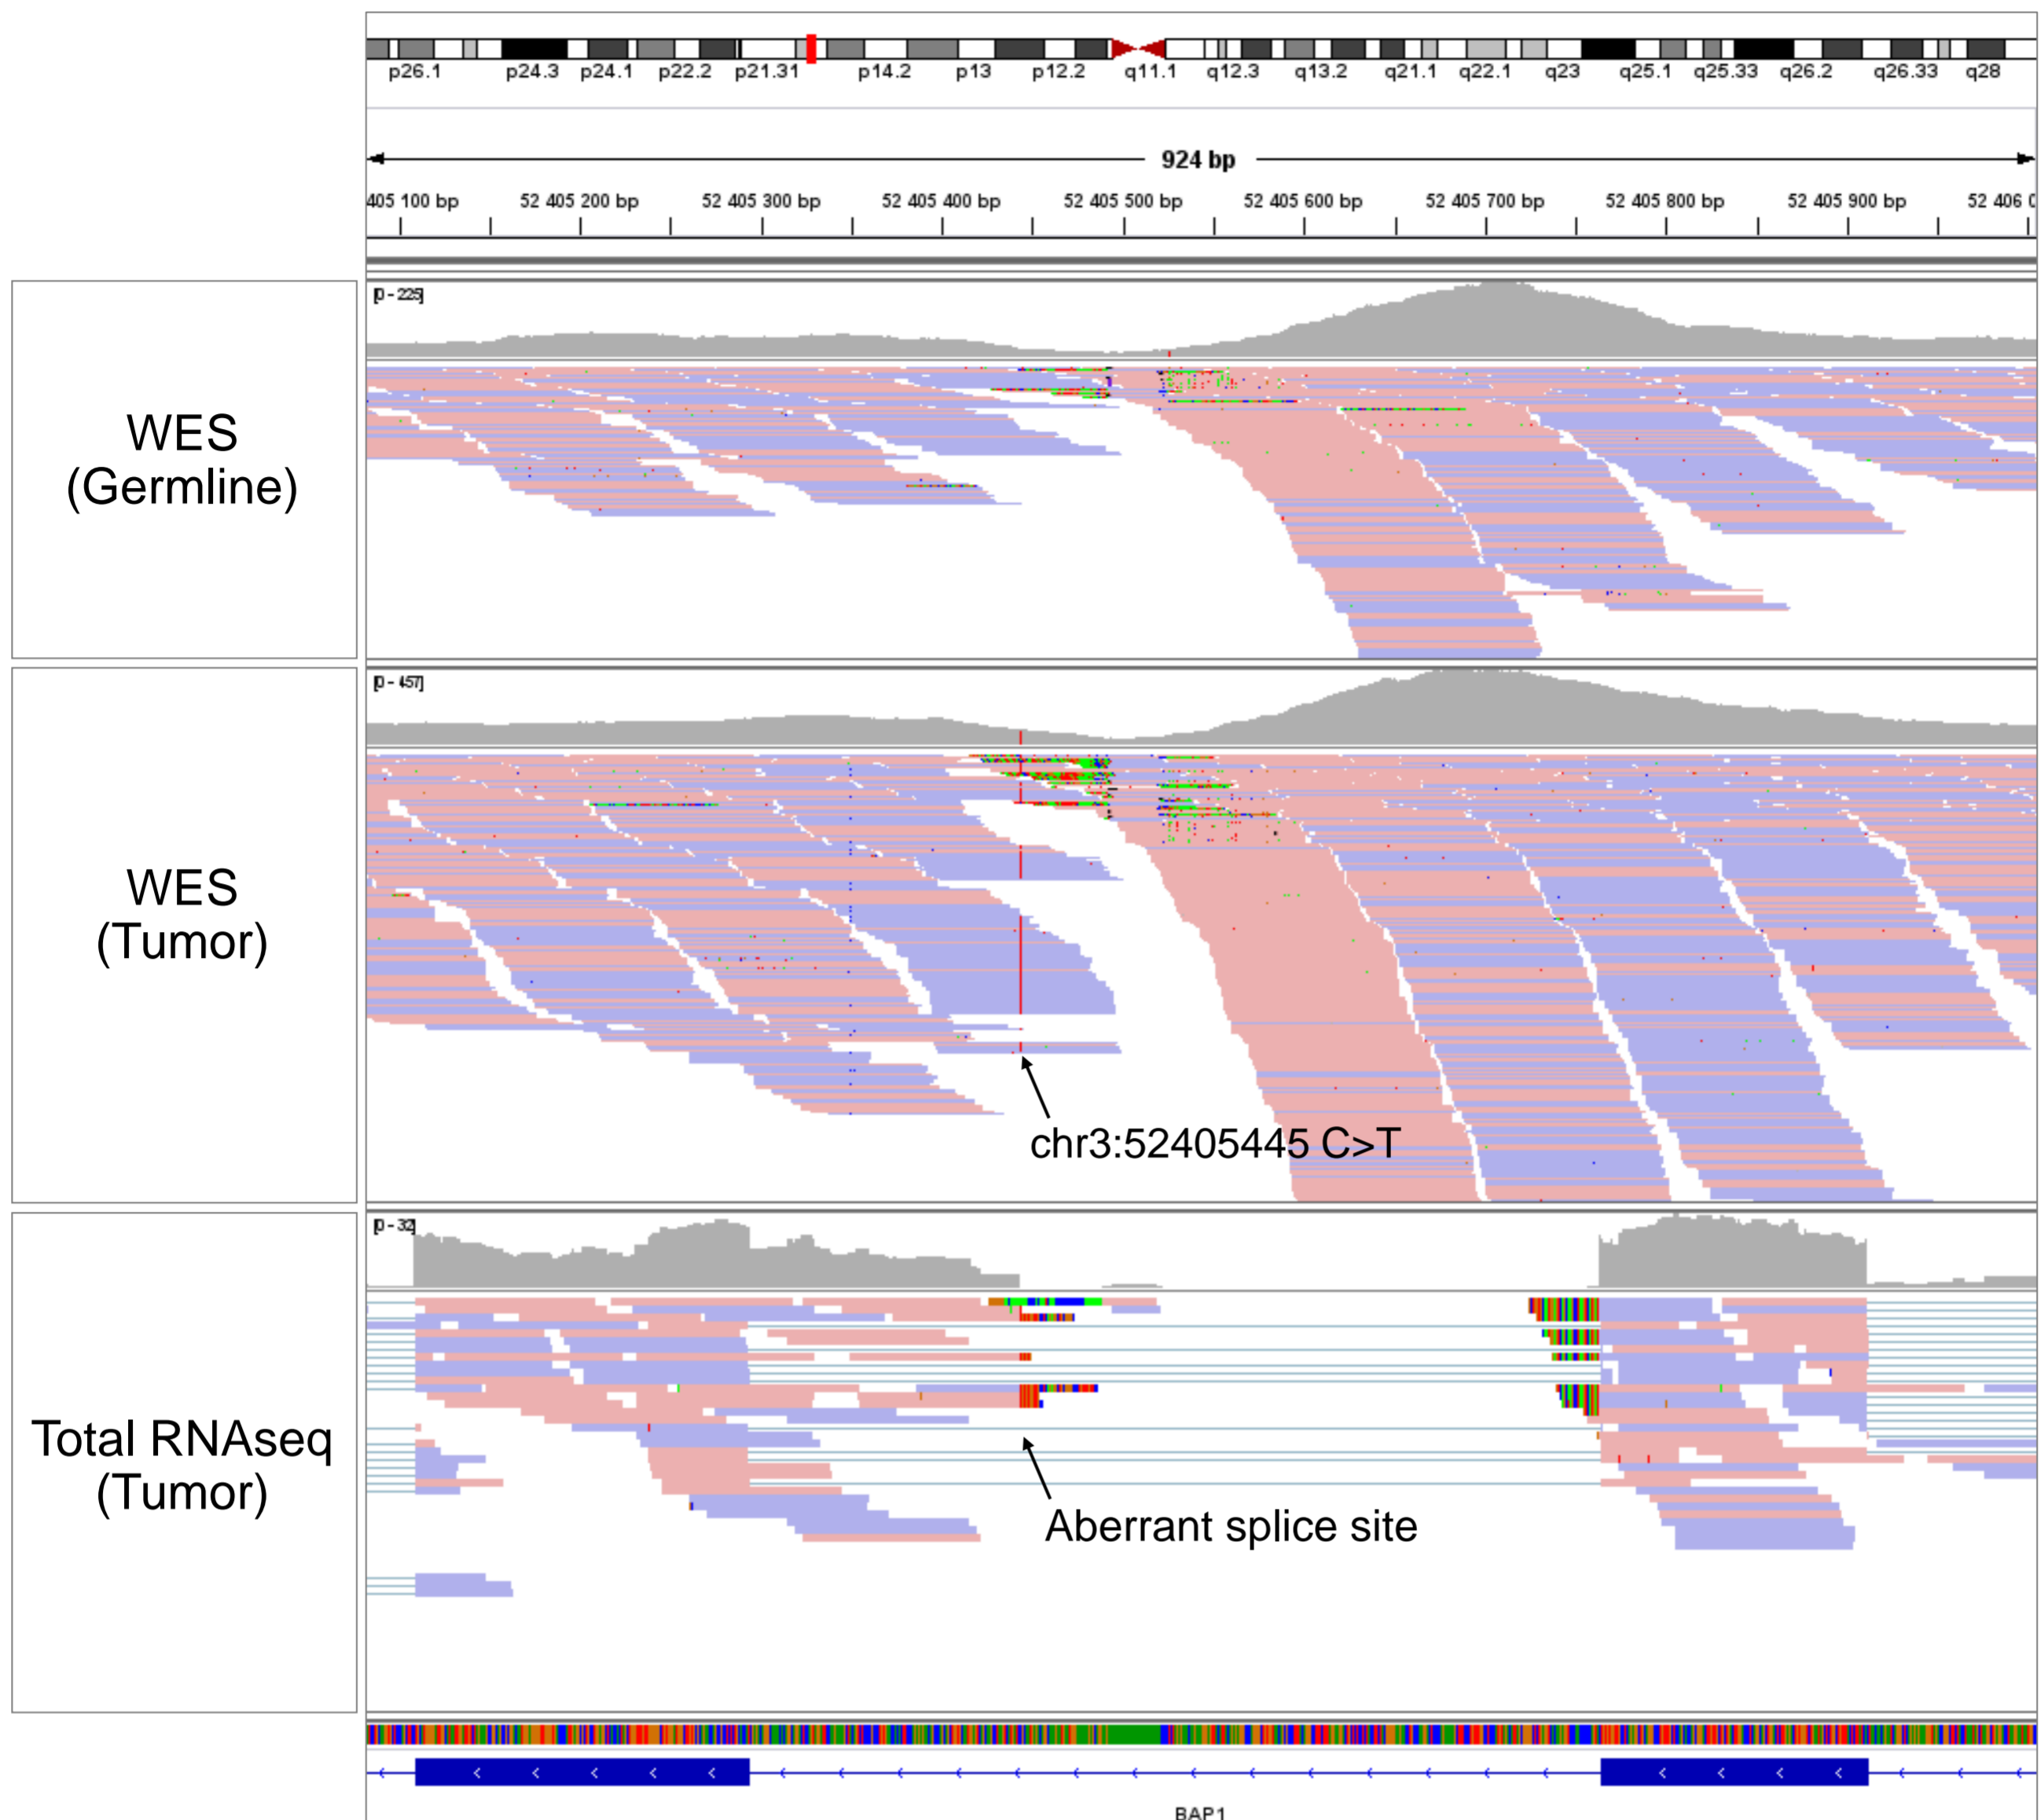 p26.1 p24.3 p24.1 p22.2 p21.31 p14.2 p13 p12.2 q11.1 q12.3 q13.2 q21.1 q22.1 q23 q25.1 q25.33 q26.2 q26.33 q28
924 bp
405 100 bp 52 405 200 bp 52 405 300 bp 52 405 400 bp 52 405 500 bp 52 405 600 bp 52 405 700 bp 52 405 800 bp 52 405 900 bp 52 406 0
[0 - 225]
WES
(Germline)
[0 - 457]
WES
(Tumor)
chr3:52405445 C>T
[0 - 32]
Total RNAseq
(Tumor)
Aberrant splice site
BAP1